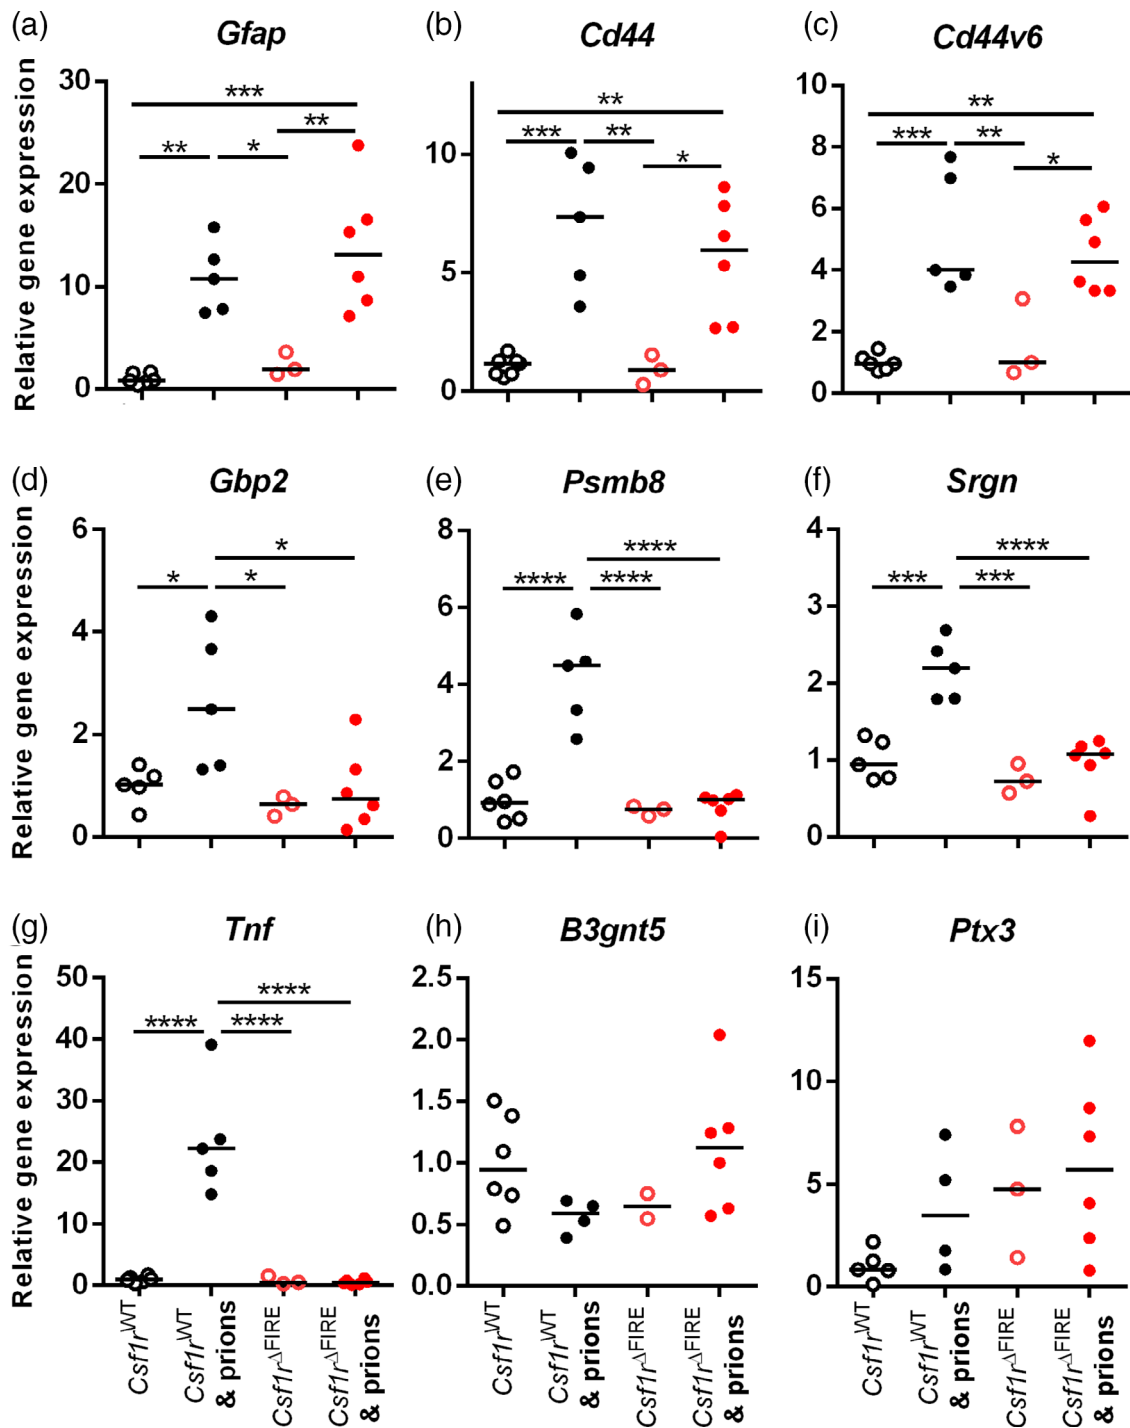 (a) Gfap
(b) Cd44
(c) Cd44v6
Relative gene expression
30
20
10
0
*** 
** * **
10
5
0
**
*** ** *
10
8
6
4
2
0
**
*** ** *
(d) Gbp2
(e) Psmb8
(f) Srgn
Relative gene expression
6
4
2
0
*
* *
8
6
4
2
0
****
**** ****
4
3
2
1
0
****
*** ***
(g) Tnf
(h) B3gnt5
(i) Ptx3
Relative gene expression
50
40
30
20
10
0
****
**** ****
2.5
2.0
1.5
1.0
0.5
0.0
15
10
5
0
Csf1rWT
Csf1rWT
& prions
Csf1rΔFIRE
Csf1rΔFIRE
& prions
Csf1rWT
Csf1rWT
& prions
Csf1rΔFIRE
Csf1rΔFIRE
& prions
Csf1rWT
Csf1rWT
& prions
Csf1rΔFIRE
Csf1rΔFIRE
& prions